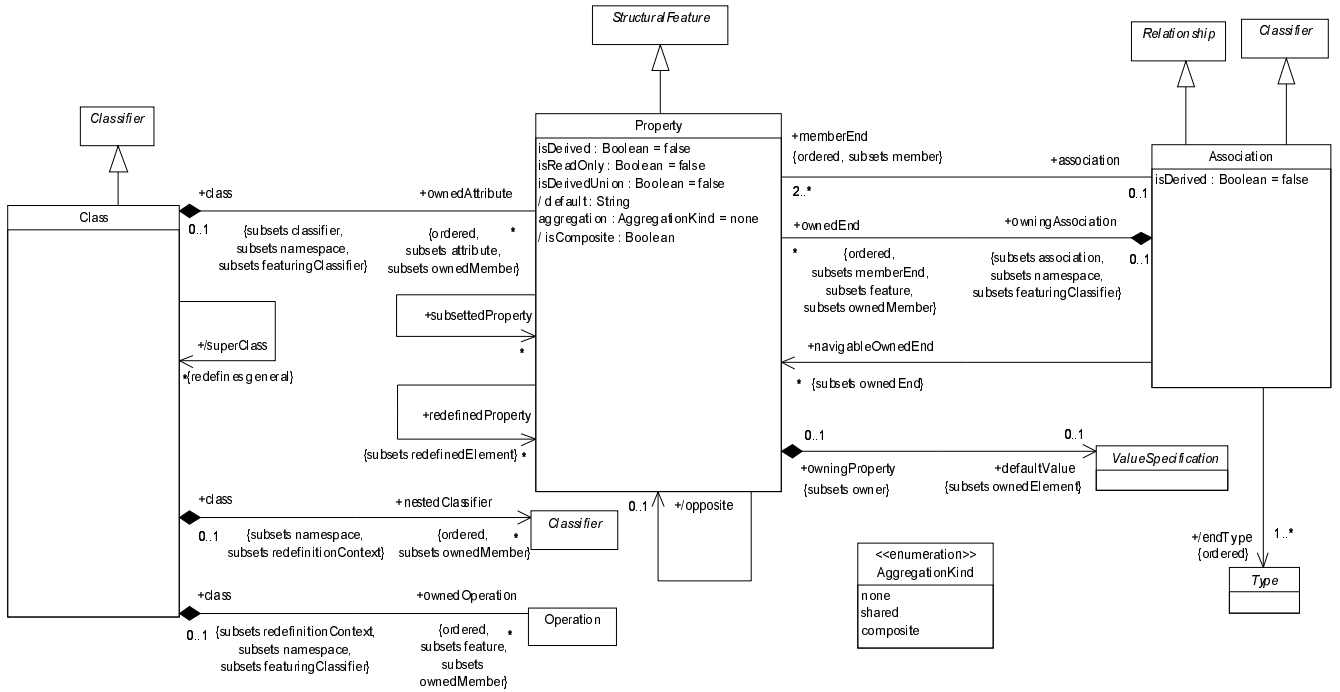 StructuralFeature
Relationship
Classifier
Classifier
Property
isDerived : Boolean = false
isReadOnly : Boolean = false
isDerivedUnion : Boolean = false
/ default : String
aggregation : AggregationKind = none
/ isComposite : Boolean
+memberEnd
{ordered, subsets member}
+association
2..*
0..1
Association
isDerived : Boolean = false
Class
+class
+ownedAttribute
0..1
*
{subsets classifier,
subsets namespace,
subsets featuringClassifier}
{ordered,
subsets attribute,
subsets ownedMember}
+ownedEnd
+owningAssociation
*
0..1
{ordered,
subsets memberEnd,
subsets feature,
subsets ownedMember}
{subsets association,
subsets namespace,
subsets featuringClassifier}
+subsettedProperty
*
+/superClass
*{redefines general}
+navigableOwnedEnd
* {subsets ownedEnd}
+redefinedProperty
{subsets redefinedElement} *
0..1
0..1
+owningProperty
{subsets owner}
+defaultValue
{subsets ownedElement}
ValueSpecification
+class
+nestedClassifier
0..1
*
{subsets namespace,
subsets redefinitionContext}
{ordered,
subsets ownedMember}
Classifier
0..1
+/opposite
+/endType
{ordered}
1..*
Type
<<enumeration>>
AggregationKind
none
shared
composite
+class
+ownedOperation
0..1
*
{subsets redefinitionContext,
subsets namespace,
subsets featuringClassifier}
{ordered,
subsets feature,
subsets
ownedMember}
Operation